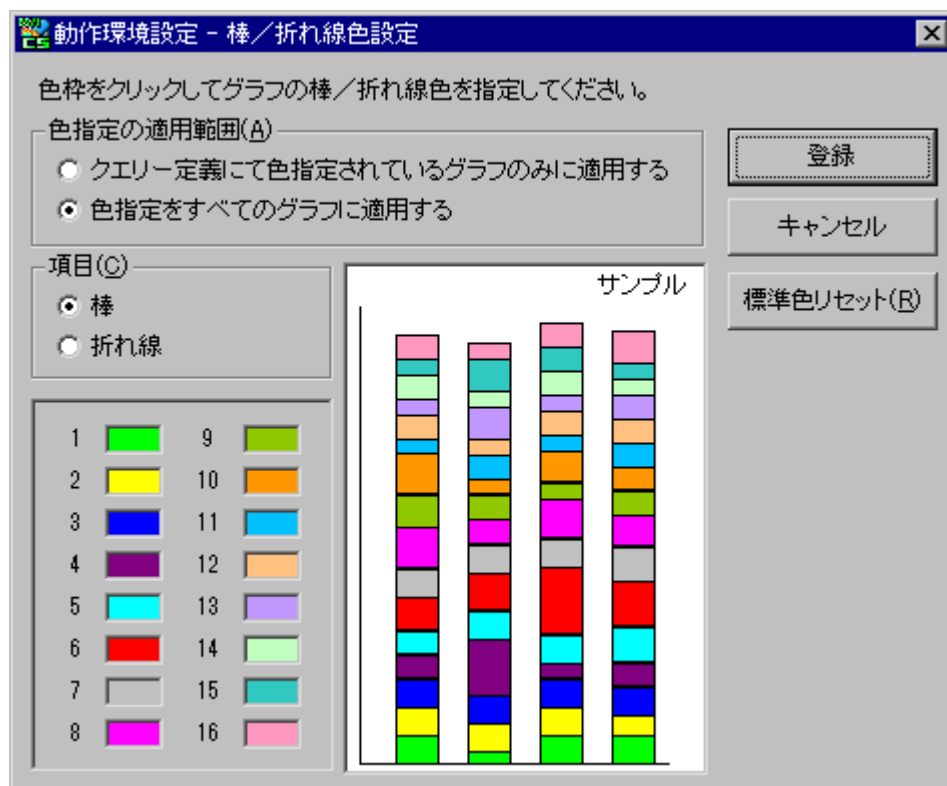 CS 動作環境設定 - 棒／折れ線色設定
色枠をクリックしてグラフの棒／折れ線色を指定してください。
色指定の適用範囲(A)
クエリー定義にて色指定されているグラフのみに適用する
色指定をすべてのグラフに適用する
登録
キャンセル
標準色リセット(R)
項目(C)
棒
折れ線
サンプル
1 9
2 10
3 11
4 12
5 13
6 14
7 15
8 16